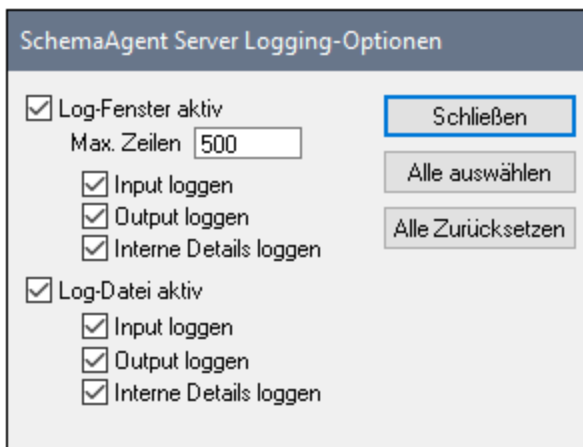 SchemaAgent Server Logging-Optionen
Log-Fenster aktiv
Max. Zeilen 500
Input loggen
Output loggen
Interne Details loggen
Log-Datei aktiv
Input loggen
Output loggen
Interne Details loggen
Schließen
Alle auswählen
Alle Zurücksetzen